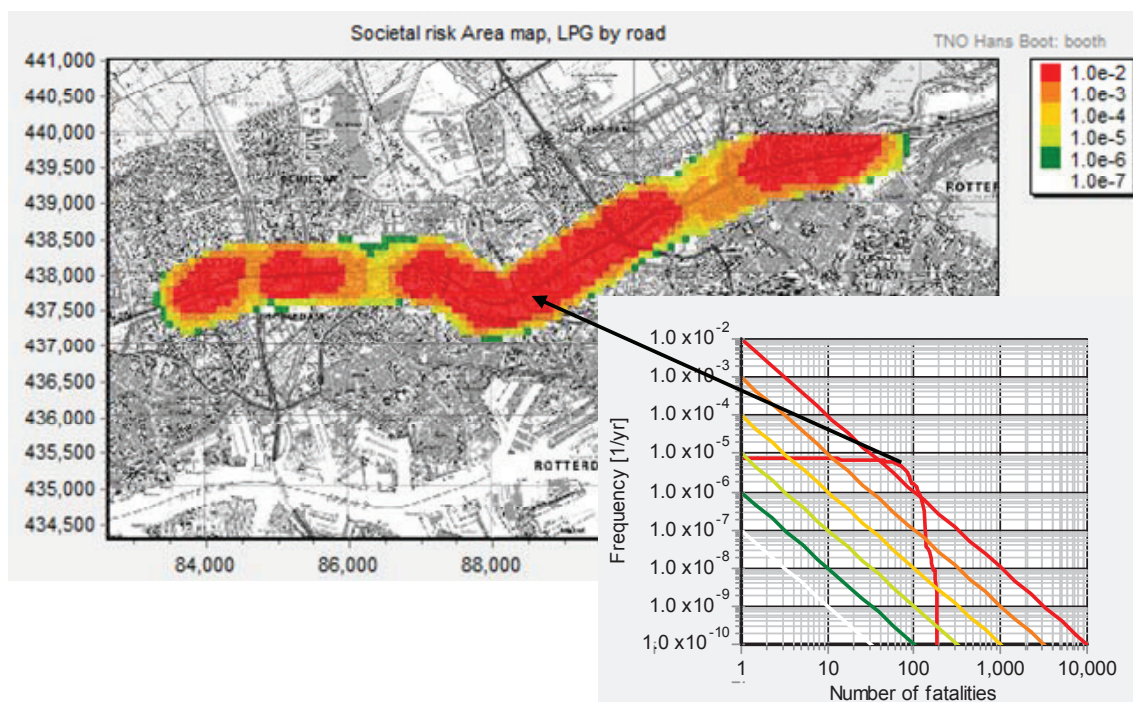 Societal risk Area map, LPG by road
TNO Hans Boot: booth
441,000
440,500
440,000
439,500
439,000
438,500
438,000
437,500
437,000
436,500
436,000
435,500
435,000
434,500
84,000
86,000
88,000
1.0e-2
1.0e-3
1.0e-4
1.0e-5
1.0e-6
1.0e-7
ROTTER
ROTTERD
Frequency [1/yr]
1.0 x10⁻²
1.0 x10⁻³
1.0 x10⁻⁴
1.0 x10⁻⁵
1.0 x10⁻⁶
1.0 x10⁻⁷
1.0 x10⁻⁸
1.0 x10⁻⁹
1.0 x10⁻¹⁰
1
10
100
1,000
10,000
Number of fatalities